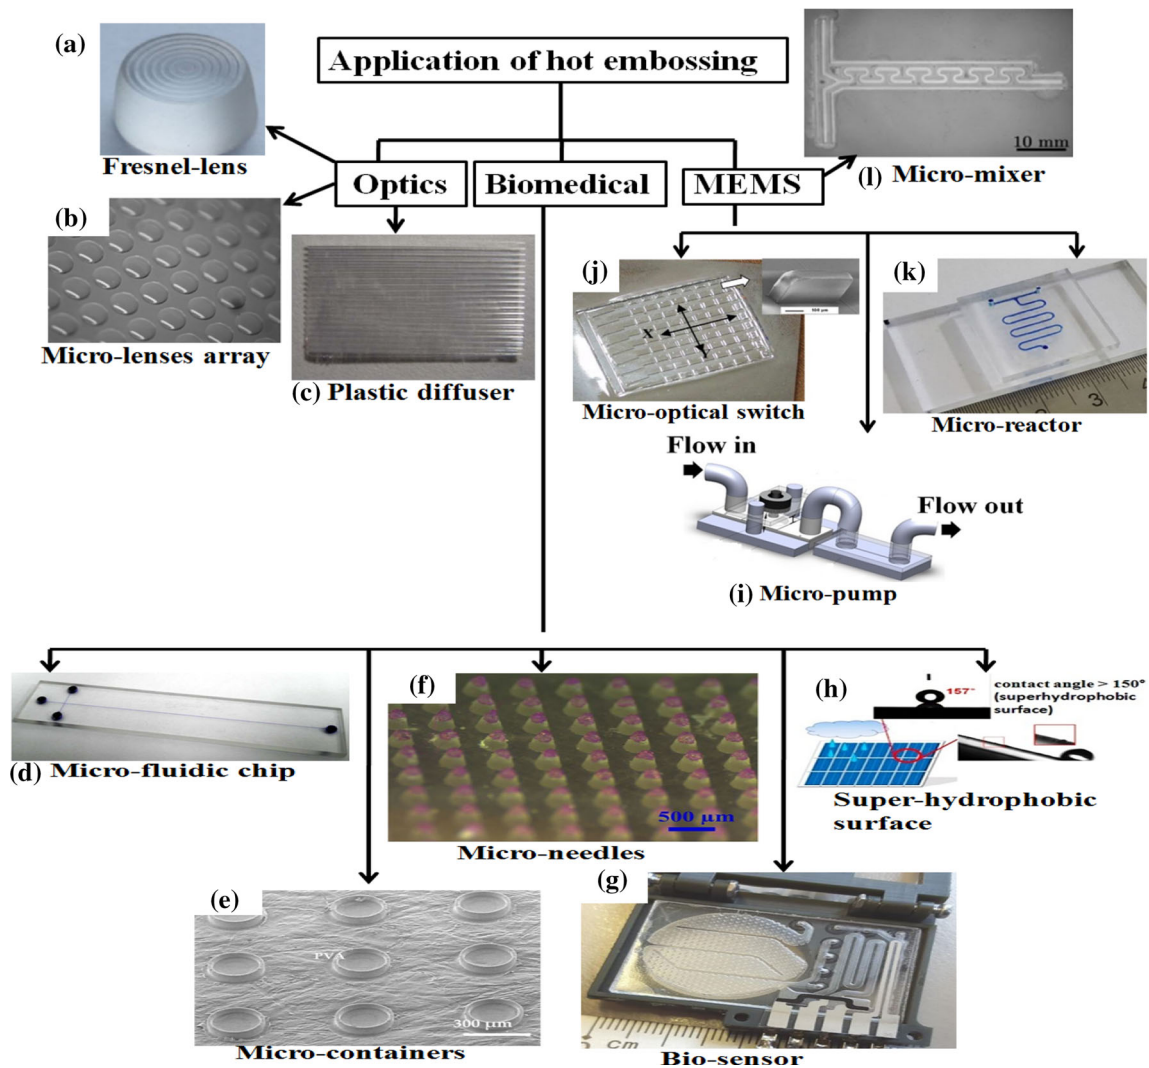 (a)
Fresnel-lens
Application of hot embossing
10 mm
(l) Micro-mixer
Optics
Biomedical
MEMS
(b)
Micro-lenses array
(c) Plastic diffuser
(j)
X
Micro-optical switch
(k)
3
4
Micro-reactor
Flow in
Flow out
(i) Micro-pump
(d) Micro-fluidic chip
(f)
500 µm
Micro-needles
(h)
157°
contact angle > 150°
(superhydrophobic
surface)
Super-hydrophobic
surface
(e)
PVA
300 µm
Micro-containers
(g)
cm
Bio-sensor